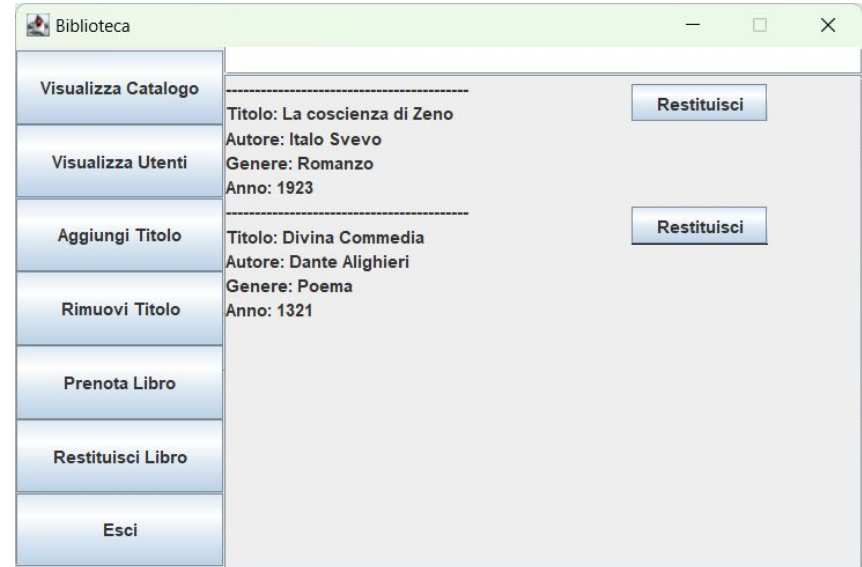 Biblioteca
Visualizza Catalogo
Visualizza Utenti
Aggiungi Titolo
Rimuovi Titolo
Prenota Libro
Restituisci Libro
Esci
------------------------------------------
Titolo: La coscienza di Zeno
Autore: Italo Svevo
Genere: Romanzo
Anno: 1923
Restituisci
------------------------------------------
Titolo: Divina Commedia
Autore: Dante Alighieri
Genere: Poema
Anno: 1321
Restituisci